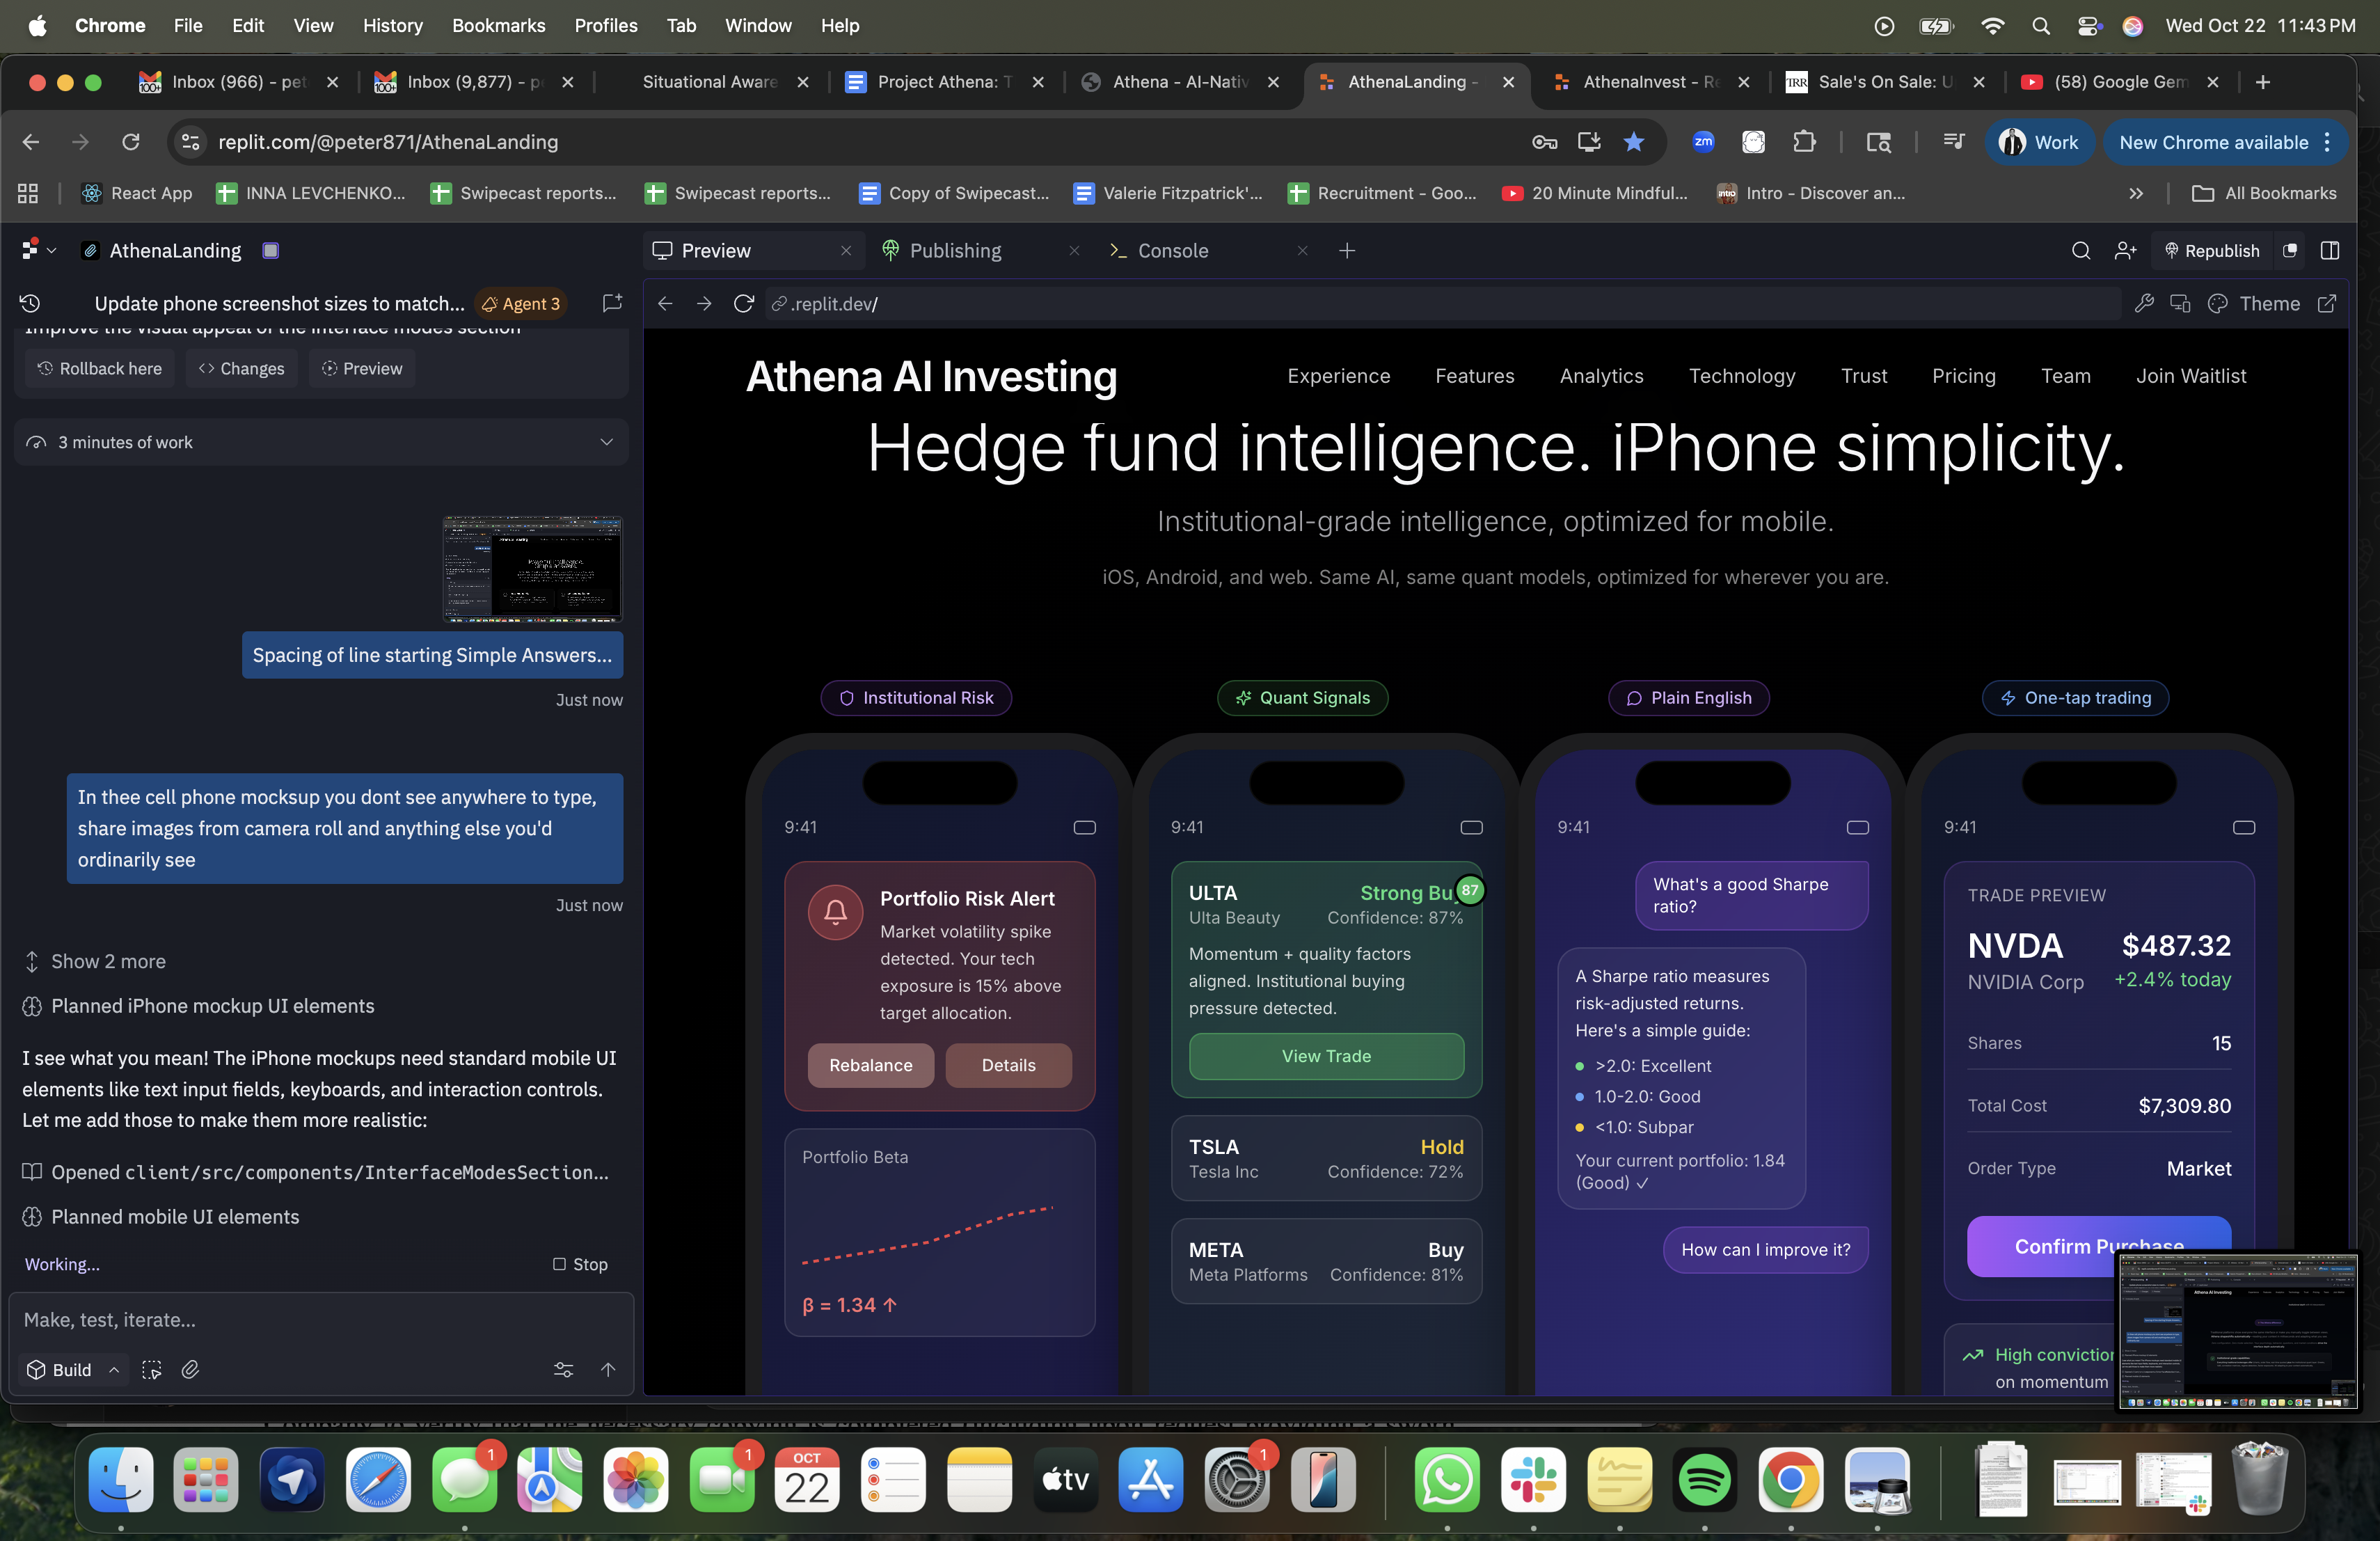 Chrome File Edit View History Bookmarks Profiles Tab Window Help Wed Oct 22 11:43 PM
Inbox (966) - pet
Inbox (9,877) - p
Situational Aware
Project Athena: T
Athena - AI-Nativ
AthenaLanding -
AthenaInvest - Re
Sale's On Sale: U
(58) Google Gem
replit.com/@peter871/AthenaLanding
zm
Work
New Chrome available
React App
INNA LEVCHENKO...
Swipecast reports...
Swipecast reports...
Copy of Swipecast...
Valerie Fitzpatrick'...
Recruitment - Goo...
20 Minute Mindful...
Intro - Discover an...
All Bookmarks
AthenaLanding
Preview
Publishing
Console
Republish
Update phone screenshot sizes to match...
Agent 3
.replit.dev/
Theme
Improve the visual appeal of the interface modes section
Rollback here
Changes
Preview
3 minutes of work
Spacing of line starting Simple Answers...
Just now
In thee cell phone mocksup you dont see anywhere to type,
share images from camera roll and anything else you'd
ordinarily see
Just now
Show 2 more
Planned iPhone mockup UI elements
I see what you mean! The iPhone mockups need standard mobile UI
elements like text input fields, keyboards, and interaction controls.
Let me add those to make them more realistic:
Opened client/src/components/InterfaceModesSection...
Planned mobile UI elements
Working...
Stop
Make, test, iterate...
Build
Athena AI Investing
Experience Features Analytics Technology Trust Pricing Team Join Waitlist
Hedge fund intelligence. iPhone simplicity.
Institutional-grade intelligence, optimized for mobile.
iOS, Android, and web. Same AI, same quant models, optimized for wherever you are.
Institutional Risk
9:41
Portfolio Risk Alert
Market volatility spike
detected. Your tech
exposure is 15% above
target allocation.
Rebalance
Details
Portfolio Beta
β = 1.34 ↑
Quant Signals
9:41
ULTA
Strong Bu
87
Ulta Beauty
Confidence: 87%
Momentum + quality factors
aligned. Institutional buying
pressure detected.
View Trade
TSLA
Hold
Tesla Inc
Confidence: 72%
META
Buy
Meta Platforms
Confidence: 81%
Plain English
9:41
What's a good Sharpe
ratio?
A Sharpe ratio measures
risk-adjusted returns.
Here's a simple guide:
>2.0: Excellent
1.0-2.0: Good
<1.0: Subpar
Your current portfolio: 1.84
(Good) ✓
How can I improve it?
One-tap trading
9:41
TRADE PREVIEW
NVDA
$487.32
NVIDIA Corp
+2.4% today
Shares
15
Total Cost
$7,309.80
Order Type
Market
Confirm Purchase
High conviction
on momentum
1
1
OCT
22
tv
1